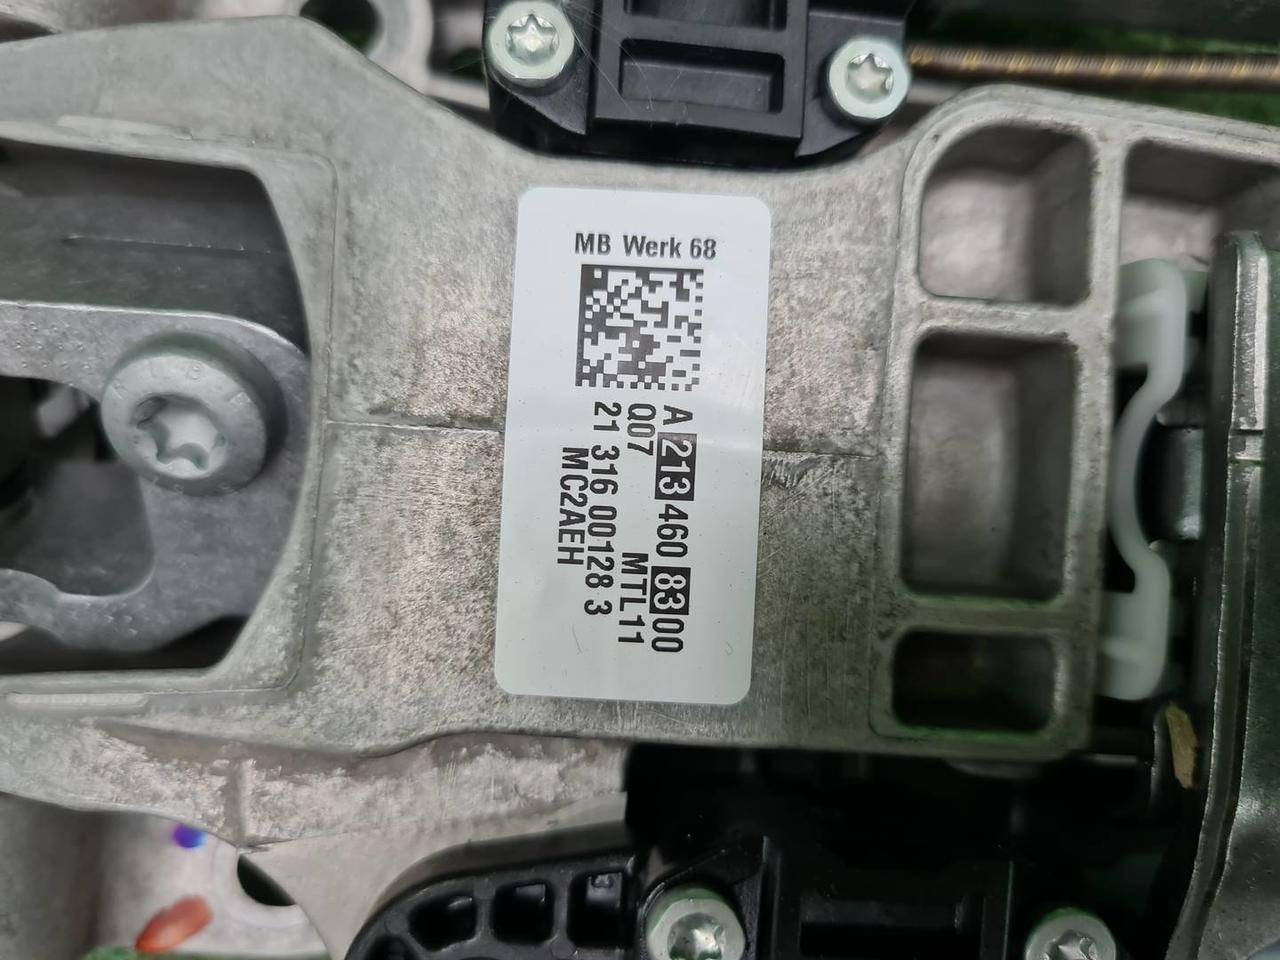 MB Werk 68
A 213 460 83 00
Q07 MTL11
21 316 00128 3
MC2AEH